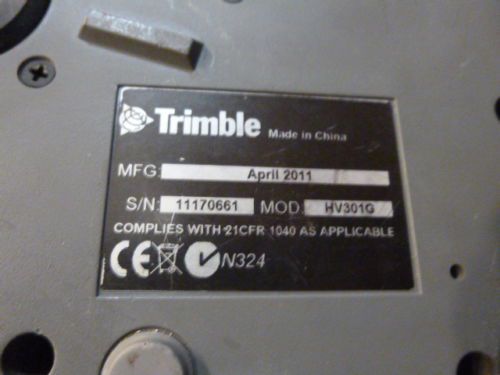 Trimble Made in China
MFG: April 2011
S/N: 11170661 MOD: HV301G
COMPLIES WITH 21CFR 1040 AS APPLICABLE
CE N324